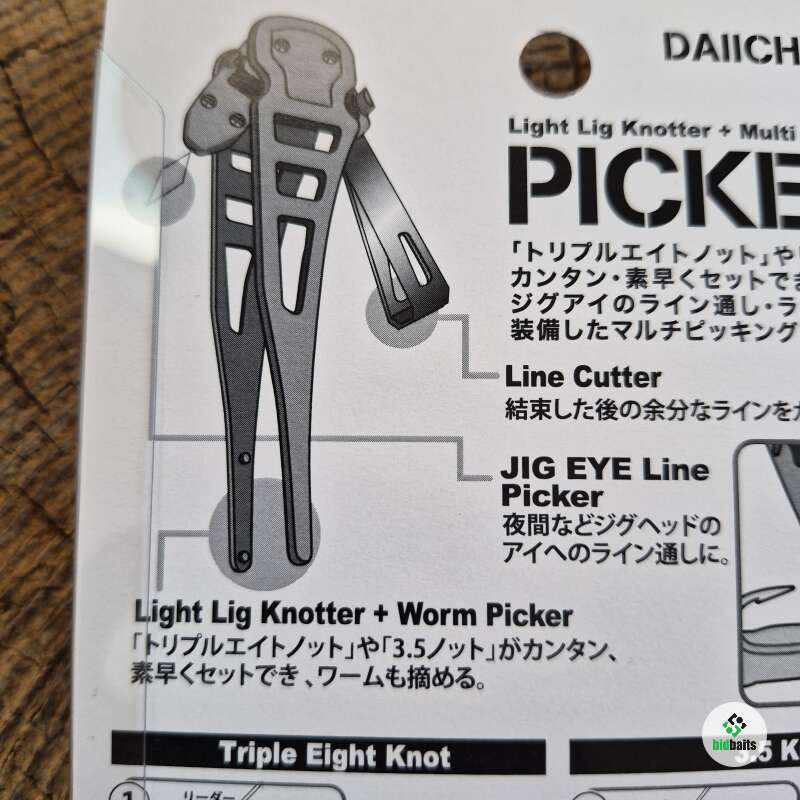 DAIICH
Light Lig Knotter + Multi
PICKE
「トリプルエイトノット」や
カンタン・素早くセットでき
ジグアイのライン通し・ラ
装備したマルチピッキング
Line Cutter
結束した後の余分なラインを
JIG EYE Line
Picker
夜間などジグヘッドの
アイへのライン通しに。
Light Lig Knotter + Worm Picker
「トリプルエイトノット」や「3.5ノット」がカンタン、
素早くセットでき、ワームも摘める。
Triple Eight Knot
3.5 K
bidbaits
1
リーダー
2